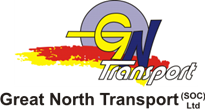 GN
Transport
Great North Transport (SOC)
Ltd